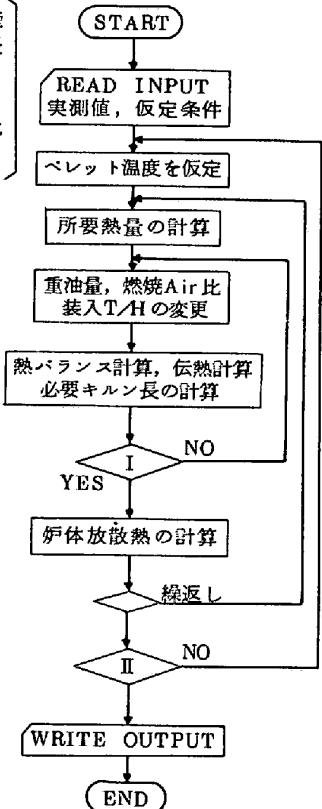 START
READ INPUT
実測値，仮定条件
ペレット温度を仮定
所要熱量の計算
重油量，燃焼Air比
装入T/Hの変更
熱バランス計算，伝熱計算
必要キルン長の計算
I
NO
YES
炉体放散熱の計算
繰返し
II
NO
WRITE OUTPUT
END